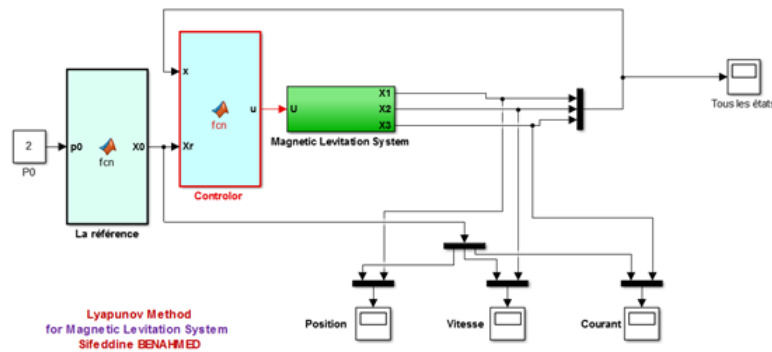 x
fcn
u
Xr
Controlor
2
P0
p0
fcn
X0
La référence
U
X1
X2
X3
Magnetic Levitation System
Tous les états
Position
Vitesse
Courant
Lyapunov Method
for Magnetic Levitation System
Sifeddine BENAHMED